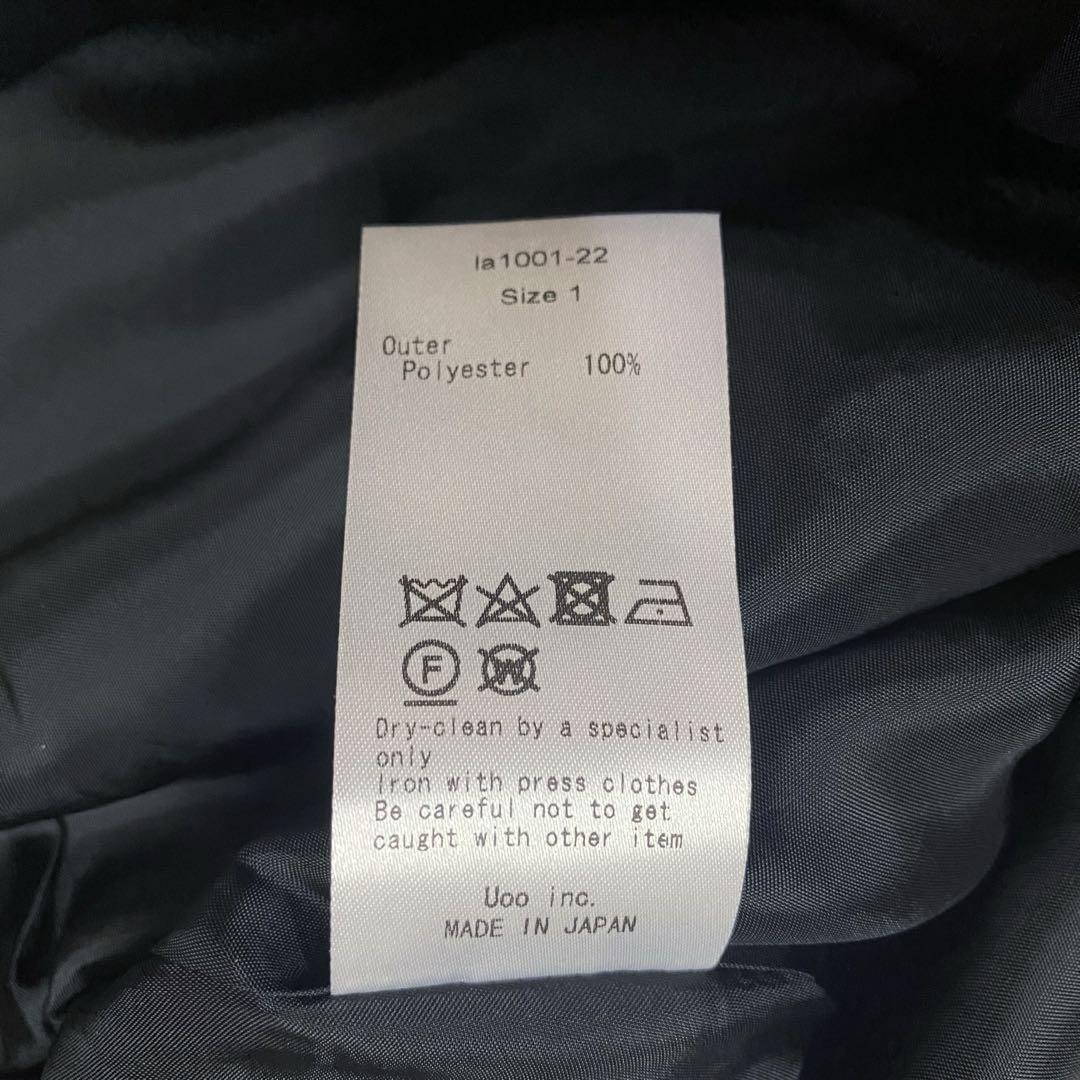 la1001-22
Size 1
Outer
Polyester 100%
F
W
Dry-clean by a specialist
only
Iron with press clothes
Be careful not to get
caught with other item
Uoo inc.
MADE IN JAPAN